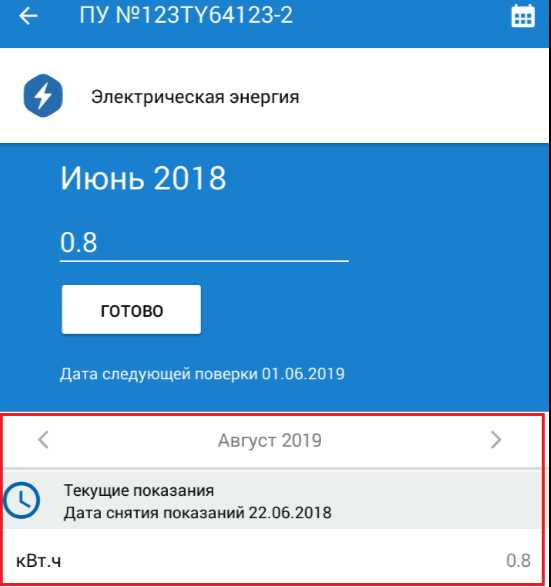 ПУ №123TY64123-2
Электрическая энергия
Июнь 2018
0.8
ГОТОВО
Дата следующей поверки 01.06.2019
Август 2019
Текущие показания
Дата снятия показаний 22.06.2018
кВт.ч 0.8